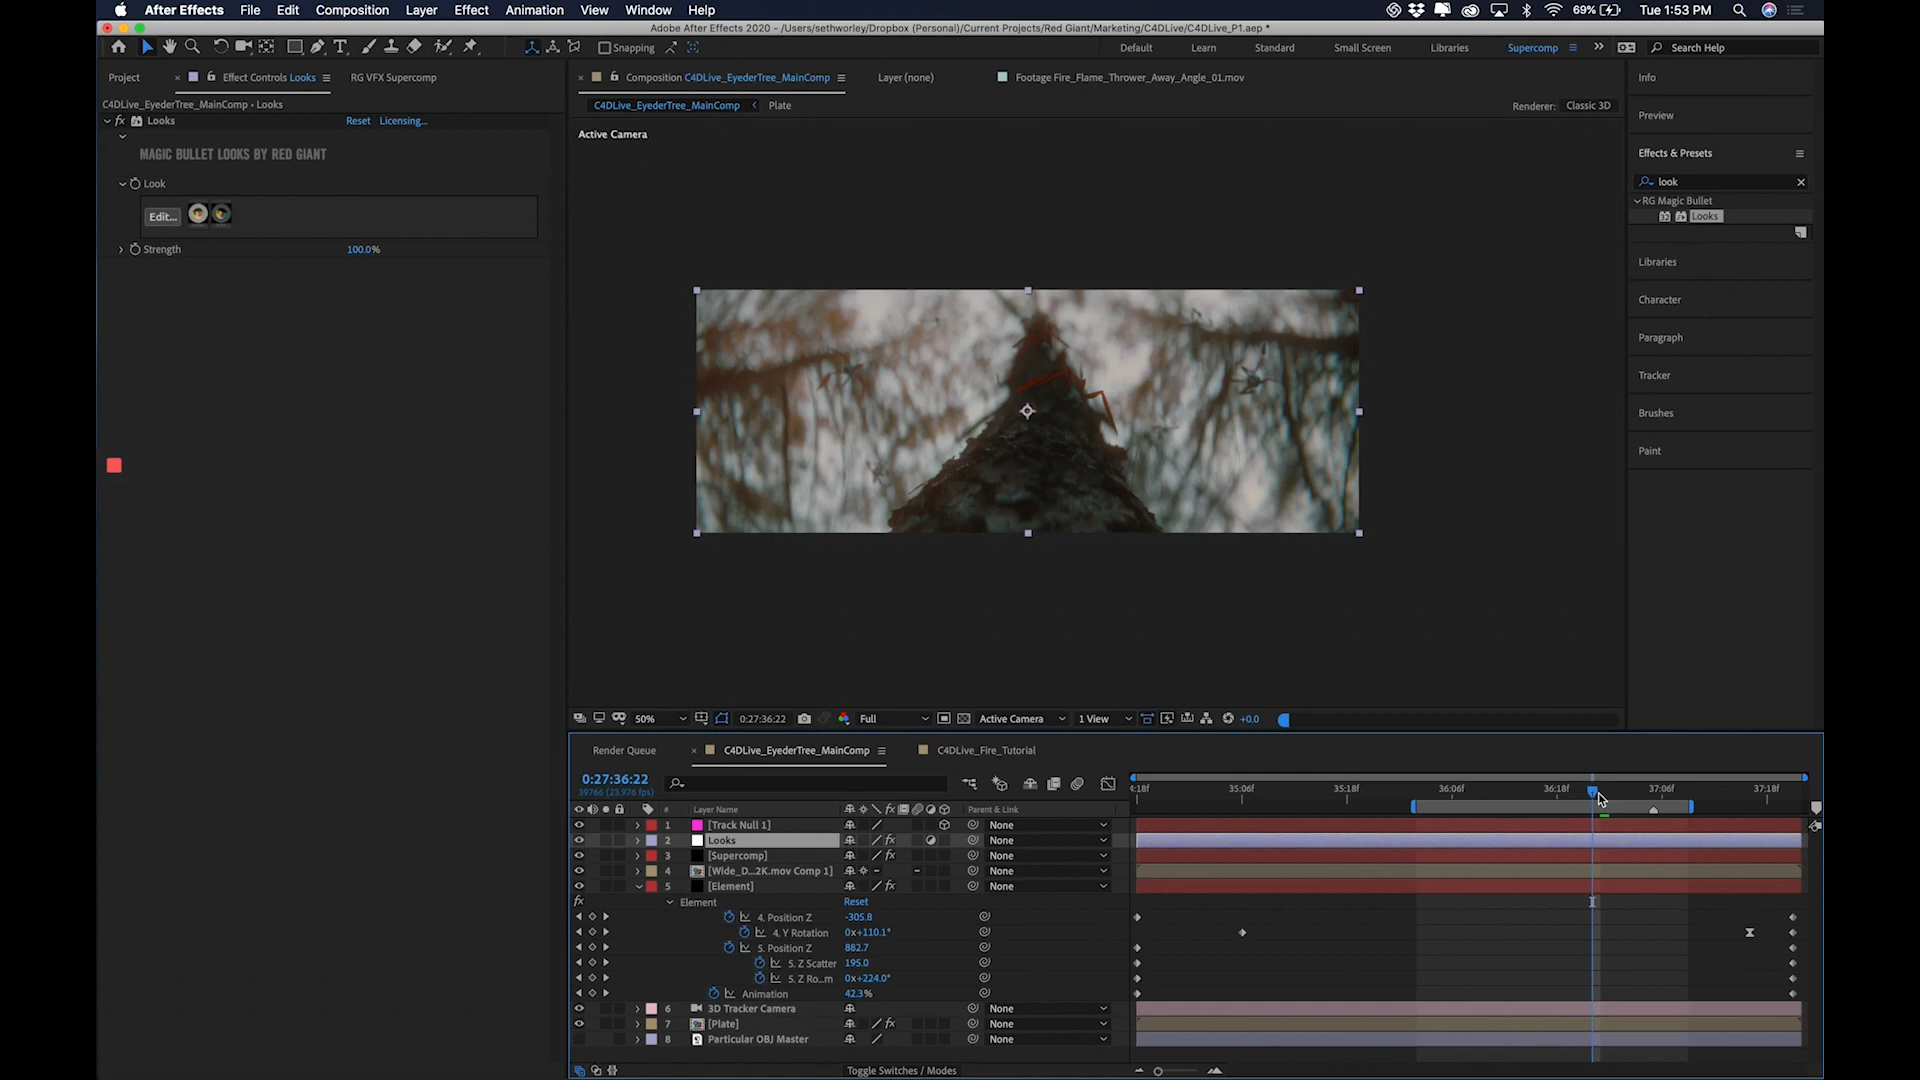 After Effects File Edit Composition Layer Effect Animation View Window Help 69% Tue 1:53 PM
Adobe After Effects 2020 - /Users/sethworley/Dropbox (Personal)/Current Projects/Red Giant/Marketing/C4DLive/C4DLive_P1.aep *
Snapping Default Learn Standard Small Screen Libraries Supercomp Search Help
Project Effect Controls Looks RG VFX Supercomp
Composition C4DLive_EyederTree_MainComp Layer (none) Footage Fire_Flame_Thrower_Away_Angle_01.mov
Info
C4DLive_EyederTree_MainComp • Looks
C4DLive_EyederTree_MainComp Plate Renderer: Classic 3D
fx Looks Reset Licensing...
Preview
Active Camera
MAGIC BULLET LOOKS BY RED GIANT
Effects & Presets
Look
look
RG Magic Bullet
Edit...
32 Looks
Strength 100.0%
Libraries
Character
Paragraph
Tracker
Brushes
Paint
50% 0:27:36:22 Full Active Camera 1 View +0.0
Render Queue C4DLive_EyederTree_MainComp C4DLive_Fire_Tutorial
0:27:36:22
39766 (23.976 fps)
:18f 35:06f 35:18f 36:06f 36:18f 37:06f 37:18f
# Layer Name fx Parent & Link
1 [Track Null 1] None
2 Looks fx None
3 [Supercomp] fx None
4 [Wide_D...2K.mov Comp 1] None
5 [Element] fx None
fx Element Reset
4. Position Z -305.8
4. Y Rotation 0x+110.1°
5. Position Z 882.7
5. Z Scatter 195.0
5. Z Ro...m 0x+224.0°
Animation 42.3%
6 3D Tracker Camera None
7 [Plate] fx None
8 Particular OBJ Master None
Toggle Switches / Modes